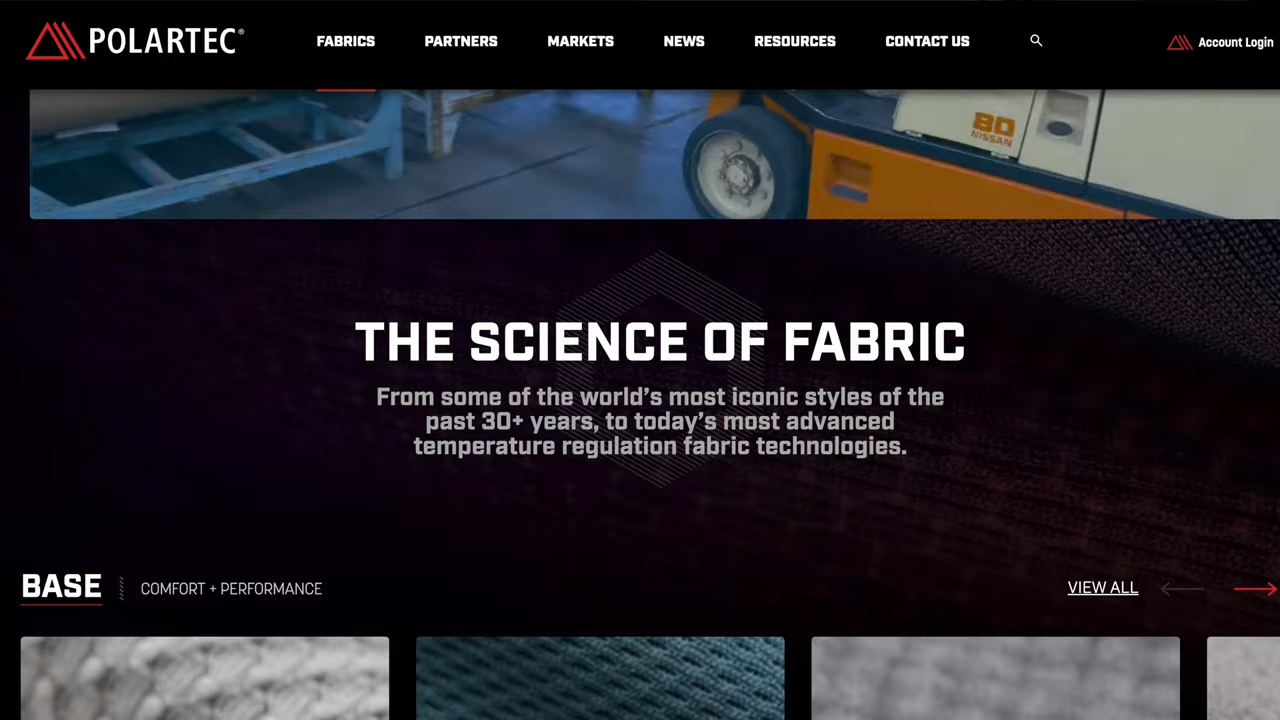 POLARTEC®
FABRICS
PARTNERS
MARKETS
NEWS
RESOURCES
CONTACT US
Account Login
80
NISSAN
THE SCIENCE OF FABRIC
From some of the world’s most iconic styles of the
past 30+ years, to today’s most advanced
temperature regulation fabric technologies.
BASE
COMFORT + PERFORMANCE
VIEW ALL